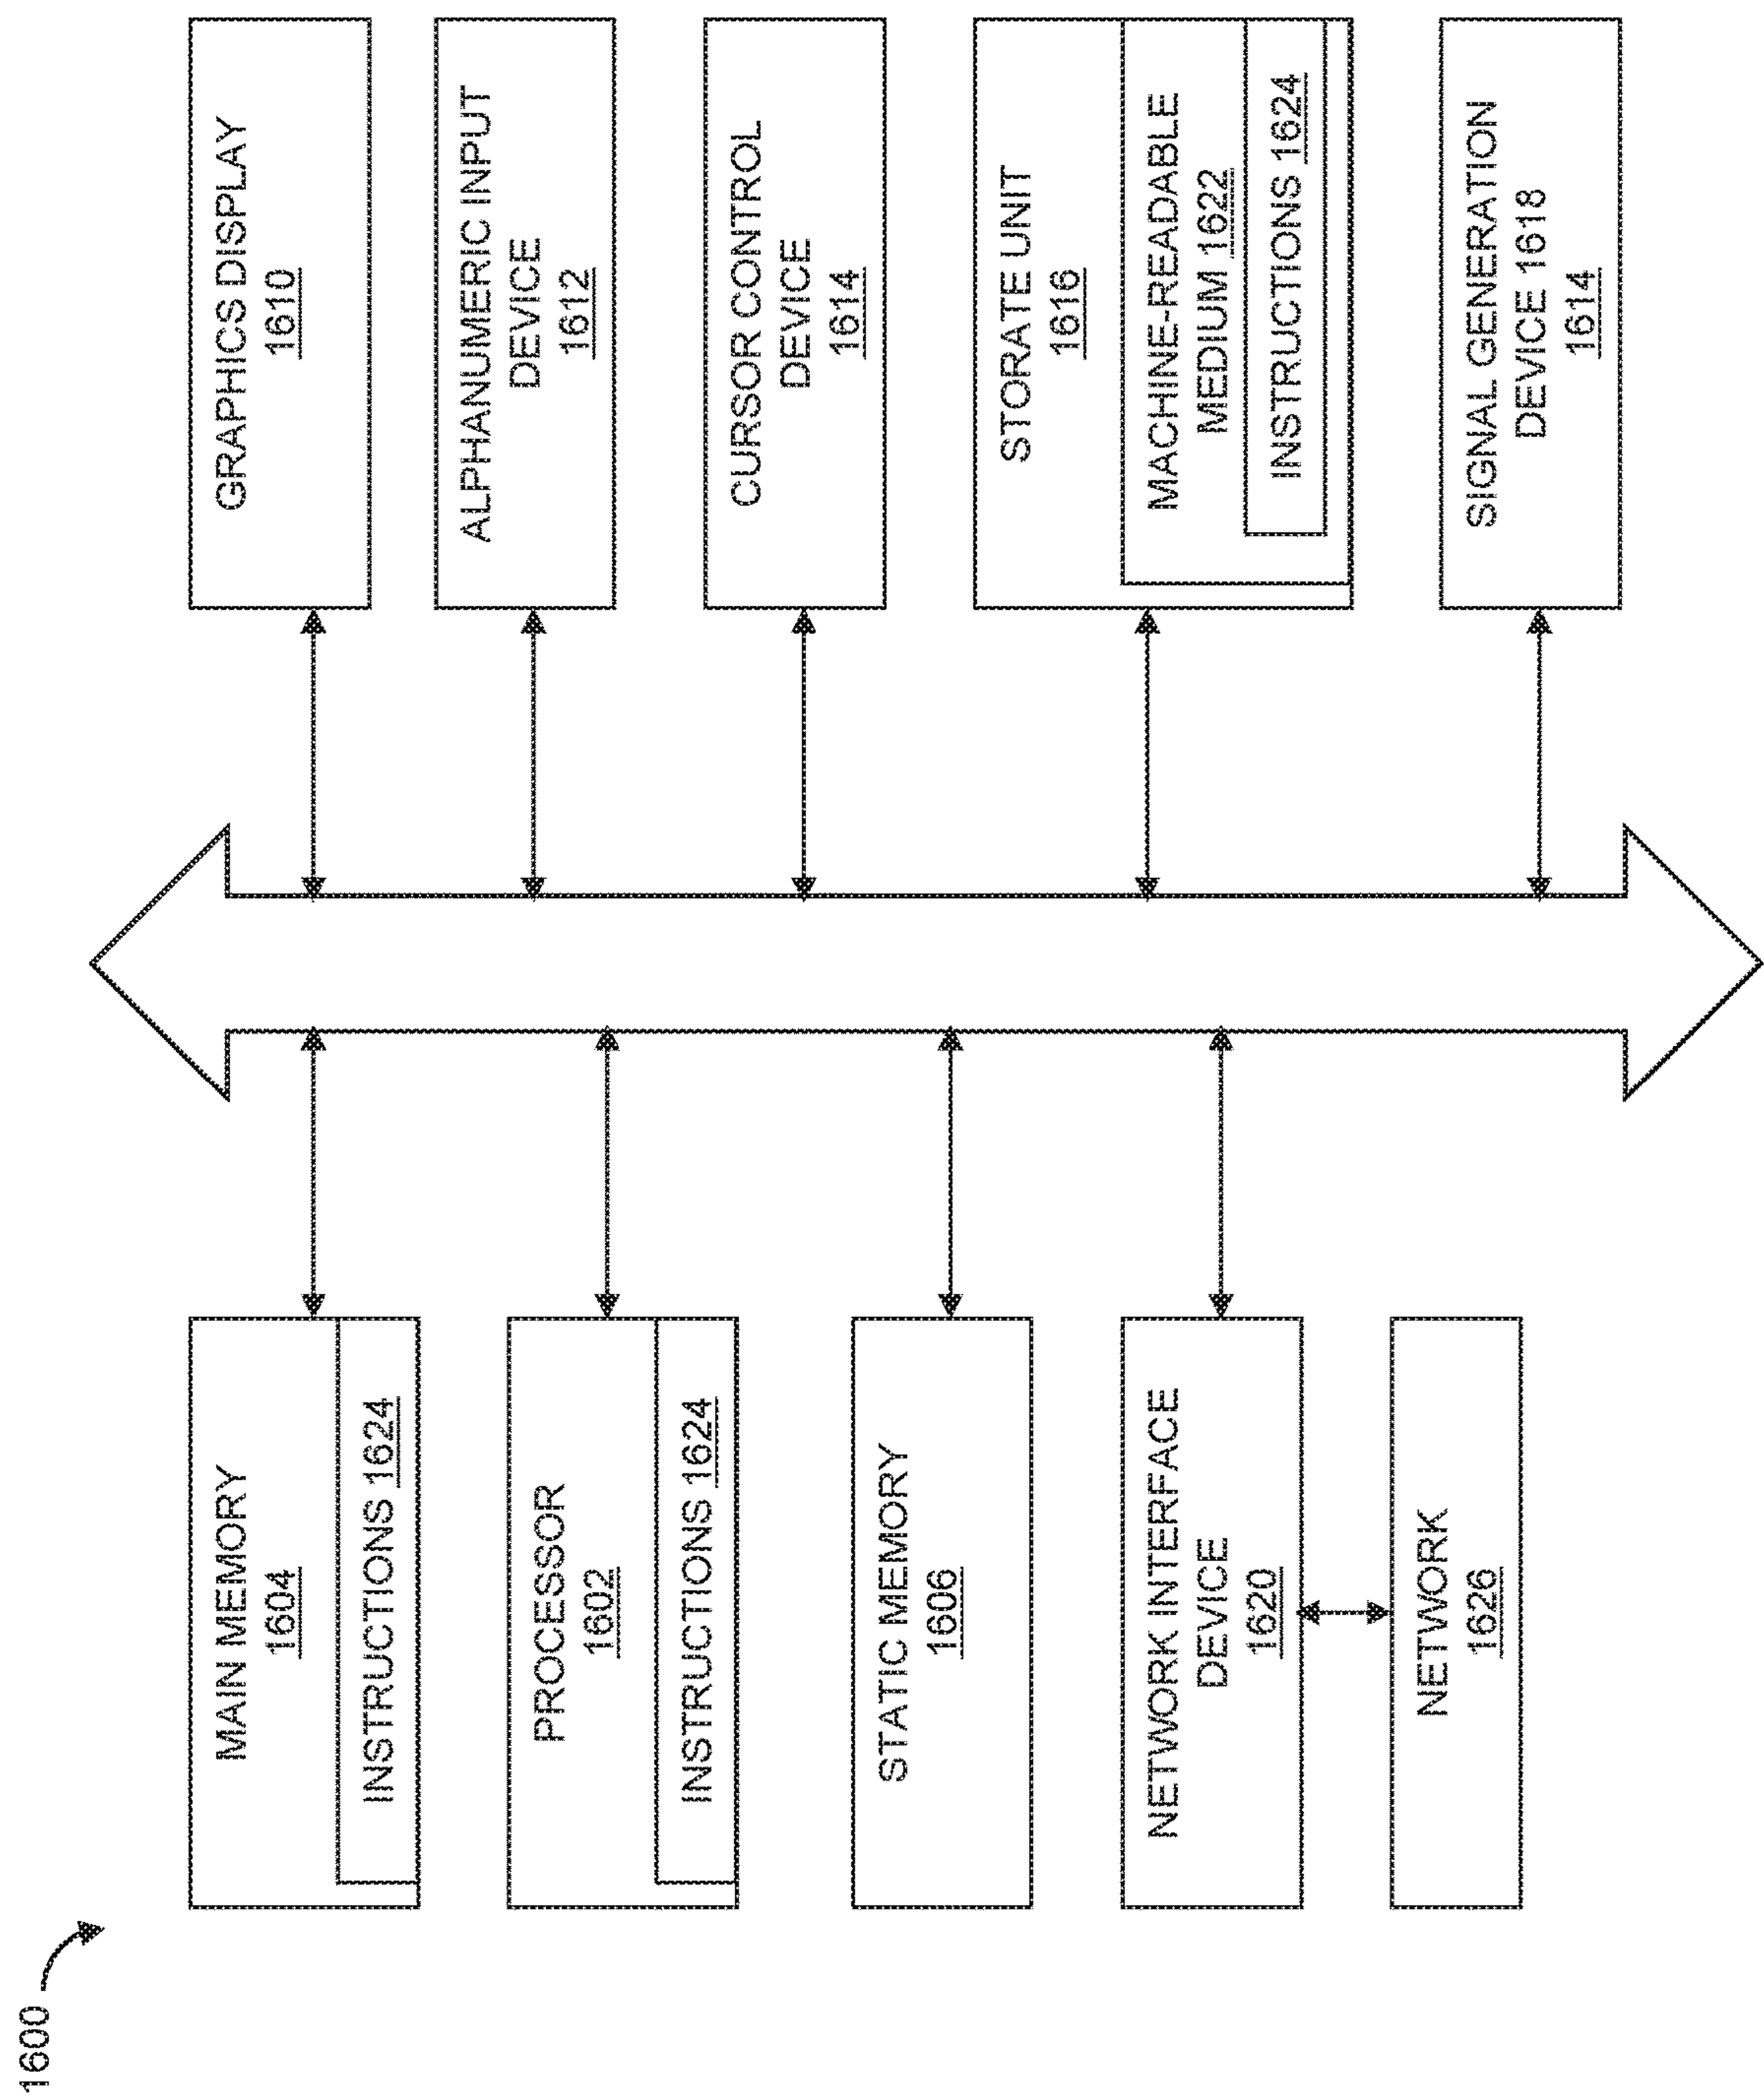 1600
MAIN MEMORY
1604
INSTRUCTIONS 1624
PROCESSOR
1602
INSTRUCTIONS 1624
STATIC MEMORY
1606
NETWORK INTERFACE
DEVICE
1620
NETWORK
1626
GRAPHICS DISPLAY
1610
ALPHANUMERIC INPUT
DEVICE
1612
CURSOR CONTROL
DEVICE
1614
STORATE UNIT
1616
MACHINE-READABLE
MEDIUM 1622
INSTRUCTIONS 1624
SIGNAL GENERATION
DEVICE 1618
1614